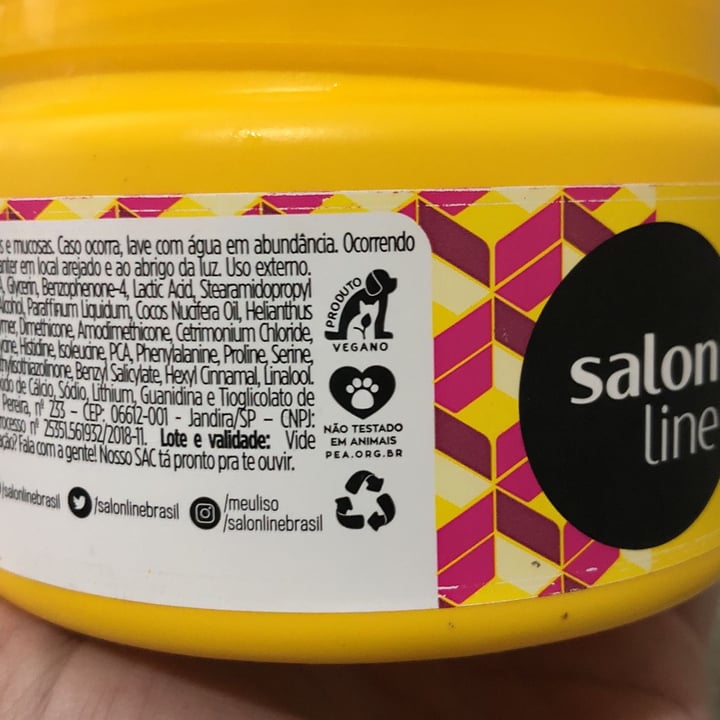 e mucosas. Caso ocorra, lave com água em abundância. Ocorrendo
em local arejado e ao abrigo da luz. Uso externo.
Glycerin, Benzophenone-4, Lactic Acid, Stearamidopropyl
Alcohol, Paraffinum Liquidum, Cocos Nucifera Oil, Helianthus
Dimethicone, Amodimethicone, Cetrimonium Chloride,
Histidine, Isoleucine, PCA, Phenylalanine, Proline, Serine,
Benzyl Salicylate, Hexyl Cinnamal, Linalool.
de Cálcio, Sódio, Lithium, Guanidina e Tioglicolato de
Pereira, nº 233 - CEP: 06612-001 - Jandira/SP - CNPJ:
nº 25351.561932/2018-11. Lote e validade: Vide
Fala com a gente! Nosso SAC tá pronto pra te ouvir.
/salonlinebrasil
/salonlinebrasil
/meuliso
/salonlinebrasil
PRODUTO
VEGANO
NÃO TESTADO
EM ANIMAIS
PEA.ORG.BR
salon
line